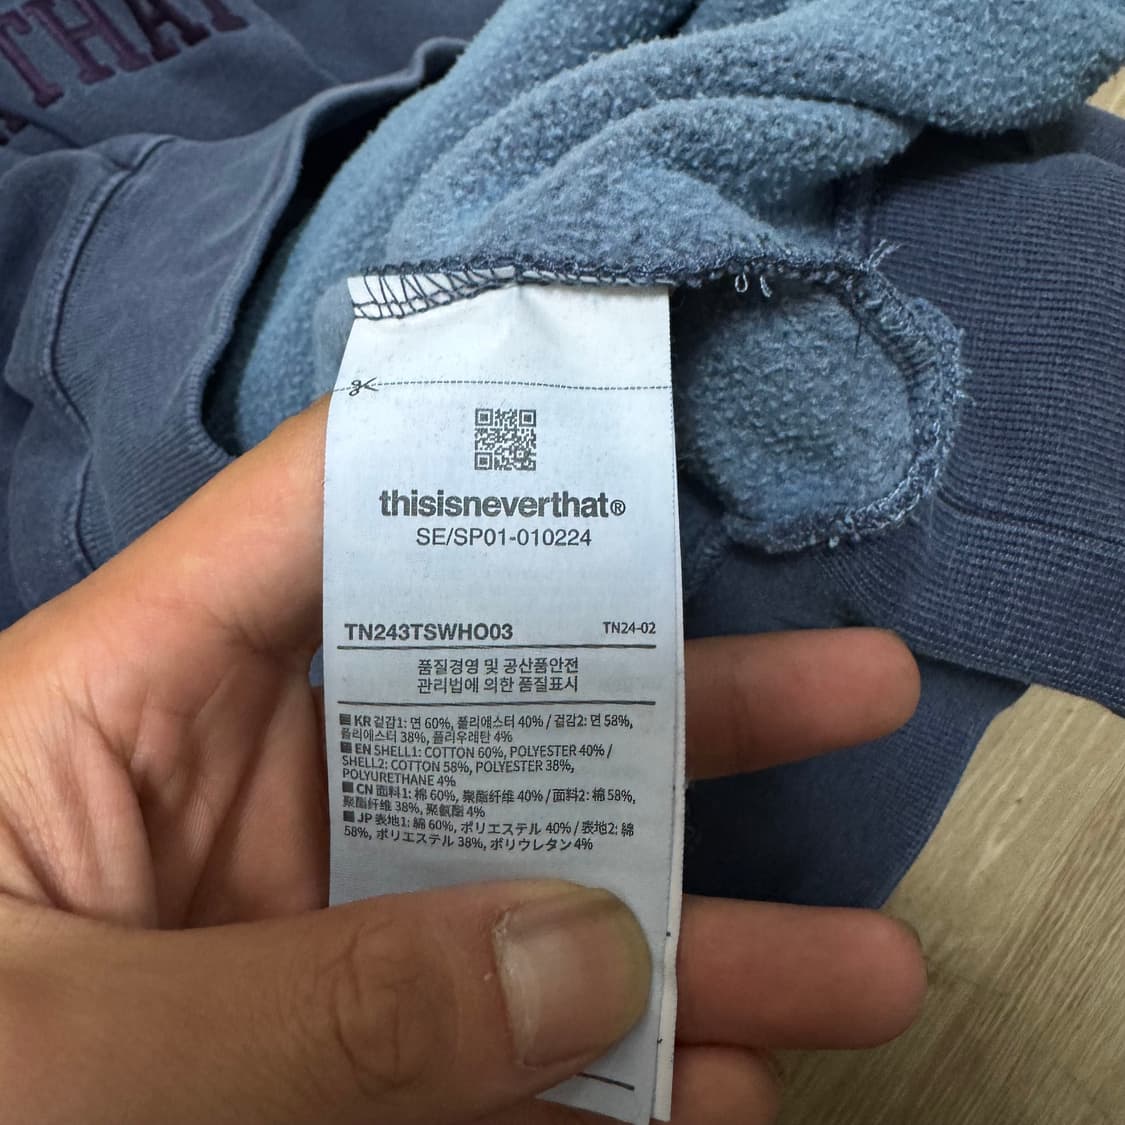 THAT
thisisneverthat®
SE/SP01-010224
TN243TSWHO03 TN24-02
품질경영 및 공산품안전
관리법에 의한 품질표시
KR 겉감1: 면 60%, 폴리에스터 40% / 겉감2: 면 58%,
폴리에스터 38%, 폴리우레탄 4%
EN SHELL1: COTTON 60%, POLYESTER 40% /
SHELL2: COTTON 58%, POLYESTER 38%,
POLYURETHANE 4%
CN 面料1: 棉 60%, 聚酯纤维 40% / 面料2: 棉 58%,
聚酯纤维 38%, 聚氨酯 4%
JP 表地1: 綿 60%, ポリエステル 40% / 表地2: 綿
58%, ポリエステル 38%, ポリウレタン 4%